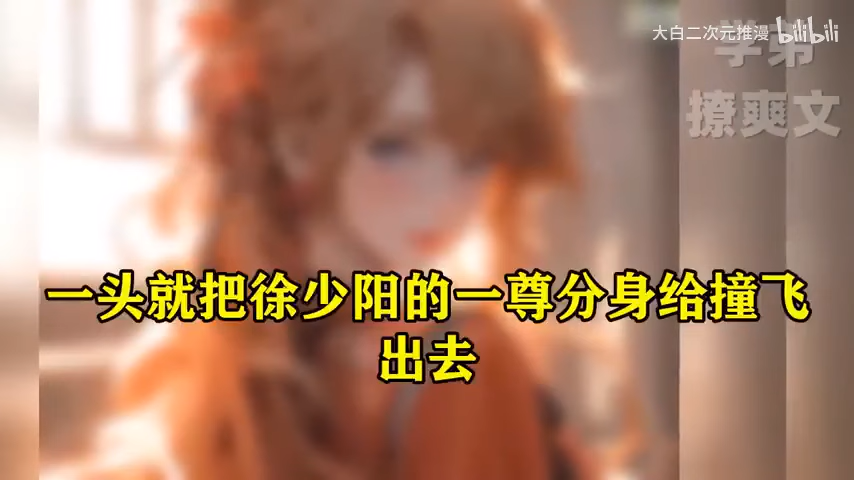 大白二次元推漫 bilibili
学弟
撩爽文
一头就把徐少阳的一尊分身给撞飞
出去